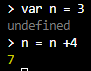 > var n = 3
undefined
> n = n +4
7
>